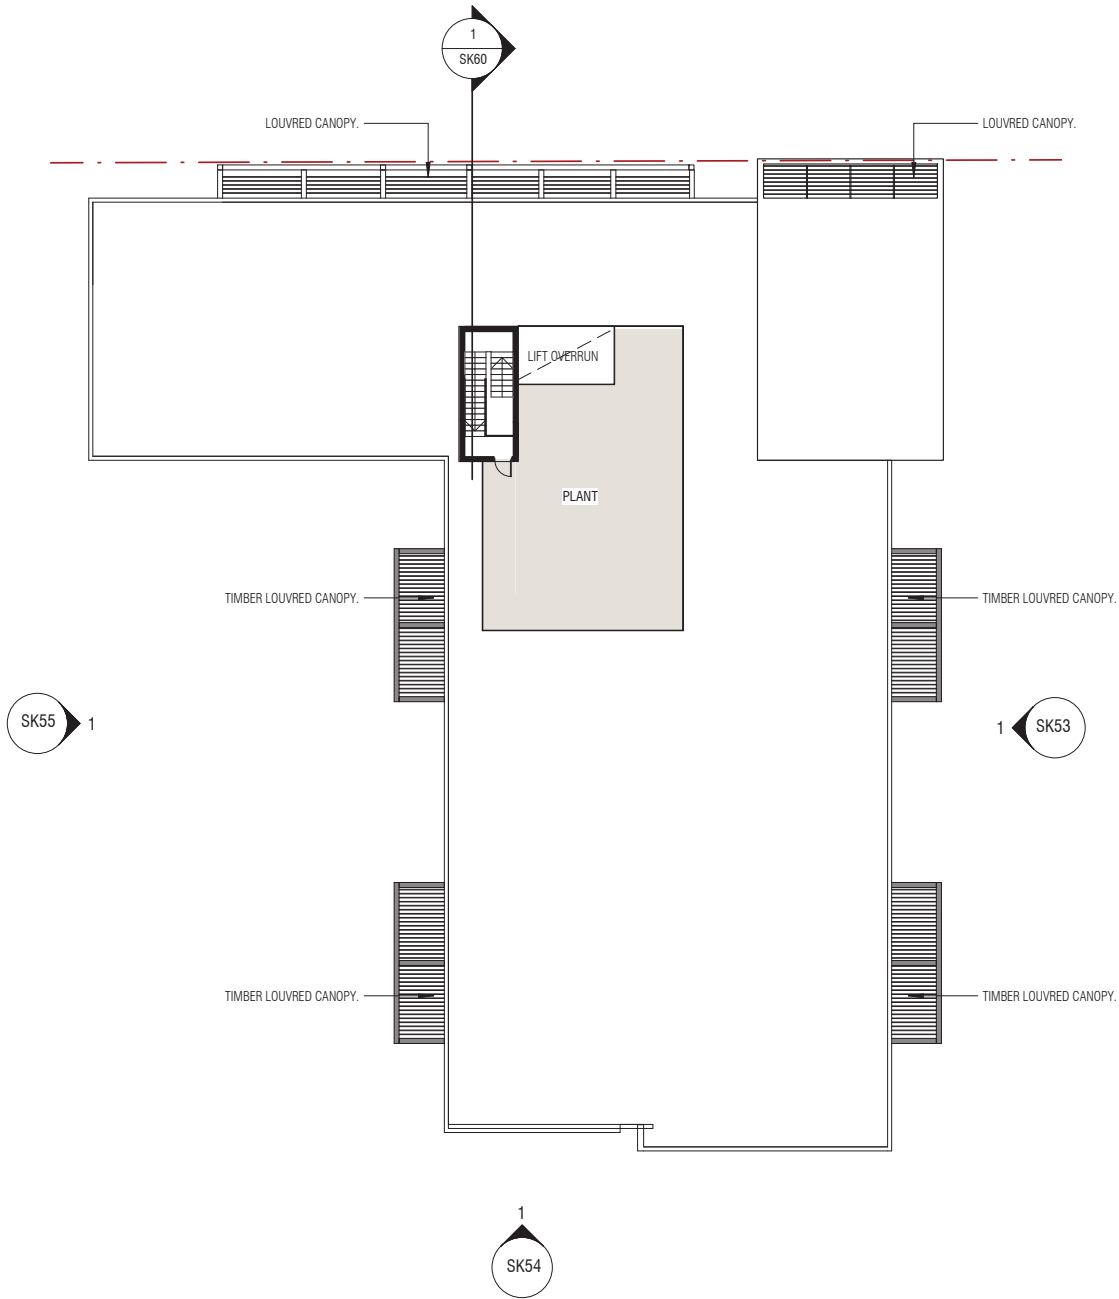 1
SK60
LOUVRED CANOPY.
LOUVRED CANOPY.
LIFT OVERRUN
PLANT
TIMBER LOUVRED CANOPY.
TIMBER LOUVRED CANOPY.
SK55
1
1
SK53
TIMBER LOUVRED CANOPY.
TIMBER LOUVRED CANOPY.
1
SK54